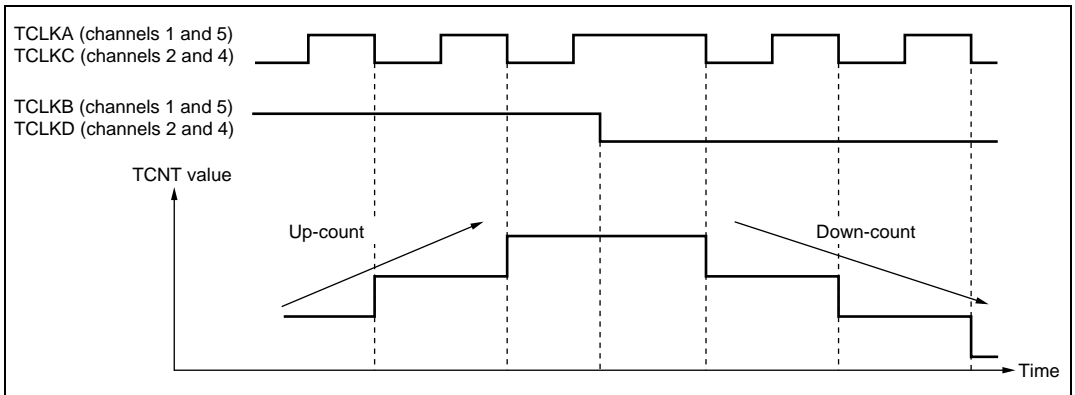 TCLKA (channels 1 and 5)
TCLKC (channels 2 and 4)
TCLKB (channels 1 and 5)
TCLKD (channels 2 and 4)
TCNT value
Up-count
Down-count
Time